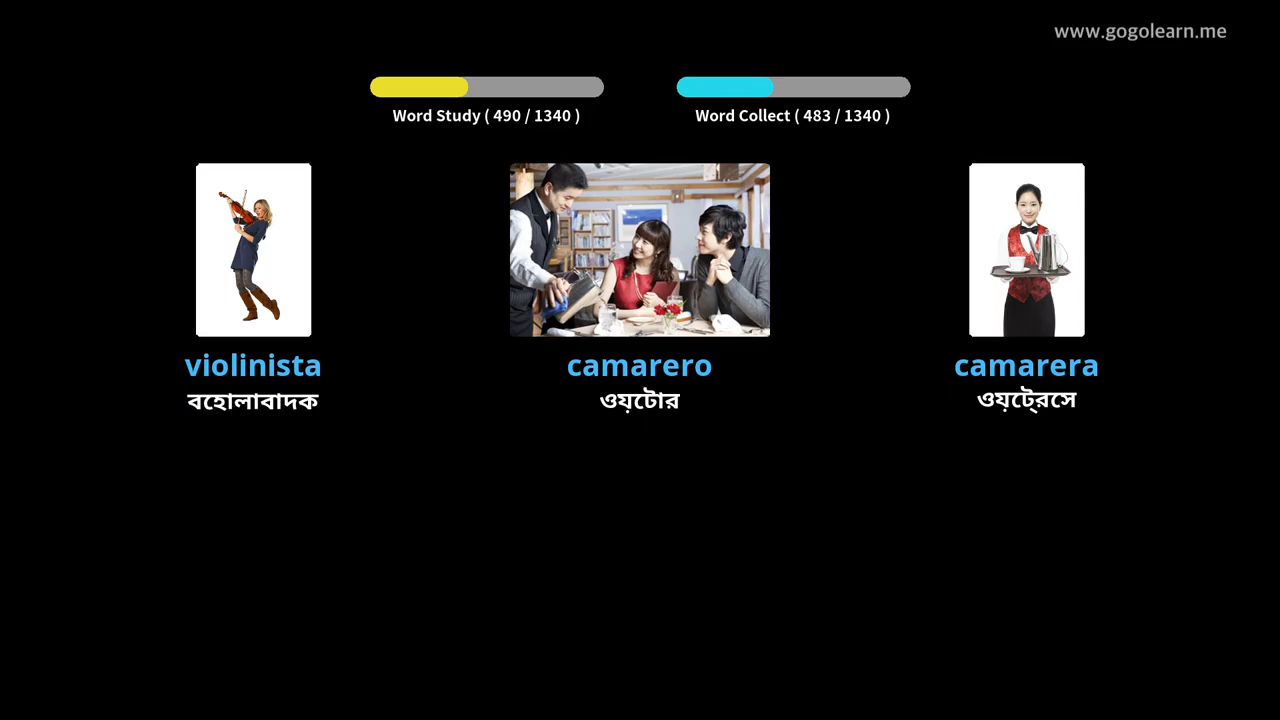 www.gogolearn.me
Word Study ( 490 / 1340 )
Word Collect ( 483 / 1340 )
violinista
camarero
camarera
বহোলাবাদক
ওয়টোর
ওয়ট্রেসে